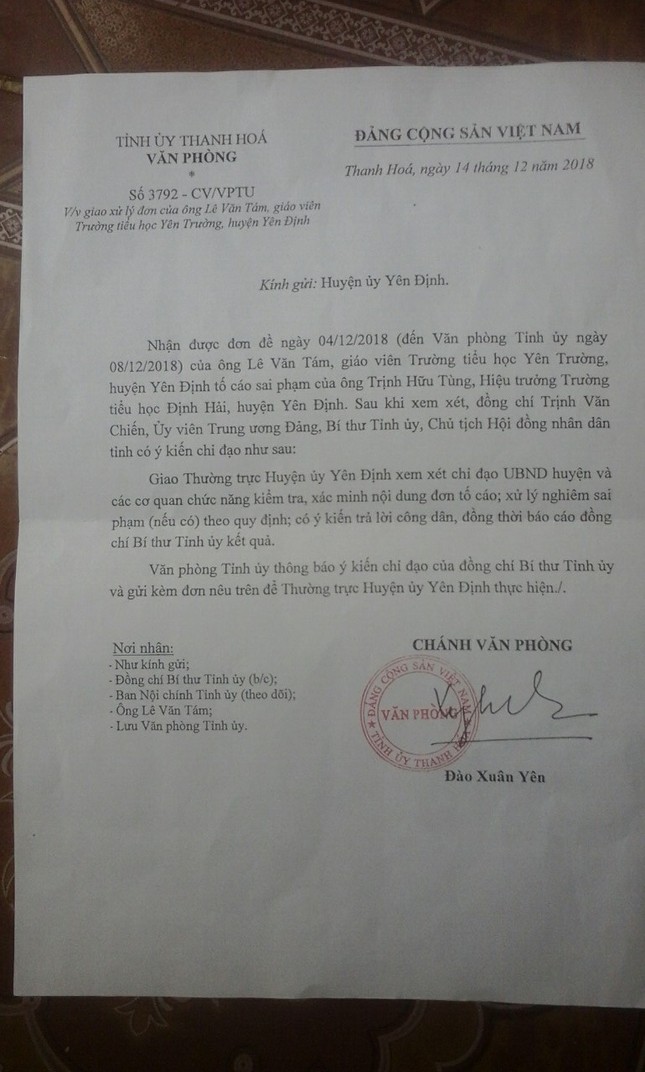 TỈNH ỦY THANH HOÁ
VĂN PHÒNG
*
Số 3792 - CV/VPTU
V/v giao xử lý đơn của ông Lê Văn Tám, giáo viên
Trường tiểu học Yên Trường, huyện Yên Định
ĐẢNG CỘNG SẢN VIỆT NAM
Thanh Hoá, ngày 14 tháng 12 năm 2018
Kính gửi: Huyện ủy Yên Định.
Nhận được đơn đề ngày 04/12/2018 (đến Văn phòng Tỉnh ủy ngày
08/12/2018) của ông Lê Văn Tám, giáo viên Trường tiểu học Yên Trường,
huyện Yên Định tố cáo sai phạm của ông Trịnh Hữu Tùng, Hiệu trưởng Trường
tiểu học Định Hải, huyện Yên Định. Sau khi xem xét, đồng chí Trịnh Văn
Chiến, Ủy viên Trung ương Đảng, Bí thư Tỉnh ủy, Chủ tịch Hội đồng nhân dân
tỉnh có ý kiến chỉ đạo như sau:
Giao Thường trực Huyện ủy Yên Định xem xét chỉ đạo UBND huyện và
các cơ quan chức năng kiểm tra, xác minh nội dung đơn tố cáo; xử lý nghiêm sai
phạm (nếu có) theo quy định; có ý kiến trả lời công dân, đồng thời báo cáo đồng
chí Bí thư Tỉnh ủy kết quả.
Văn phòng Tỉnh ủy thông báo ý kiến chỉ đạo của đồng chí Bí thư Tỉnh ủy
và gửi kèm đơn nêu trên để Thường trực Huyện ủy Yên Định thực hiện./.
Nơi nhận:
- Như kính gửi;
- Đồng chí Bí thư Tỉnh ủy (b/c);
- Ban Nội chính Tỉnh ủy (theo dõi);
- Ông Lê Văn Tám;
- Lưu Văn phòng Tỉnh ủy.
CHÁNH VĂN PHÒNG
ĐẢNG CỘNG SẢN VIỆT NAM
VĂN PHÒNG
TỈNH ỦY THANH HOÁ
Đào Xuân Yên